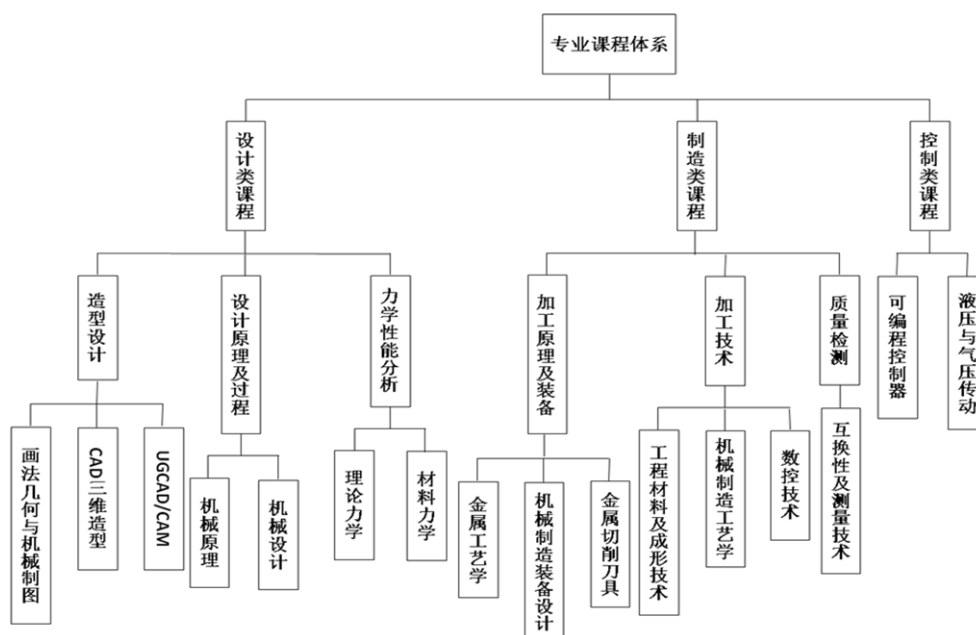 专业课程体系
设计类课程
制造类课程
控制类课程
造型设计
设计原理及过程
力学性能分析
加工原理及装备
加工技术
质量检测
可编程控制器
液压与气压传动
画法几何与机械制图
CAD三维造型
UGCAD/CAM
机械原理
机械设计
理论力学
材料力学
金属工艺学
机械制造装备设计
金属切削刀具
工程材料及成形技术
机械制造工艺学
数控技术
互换性及测量技术